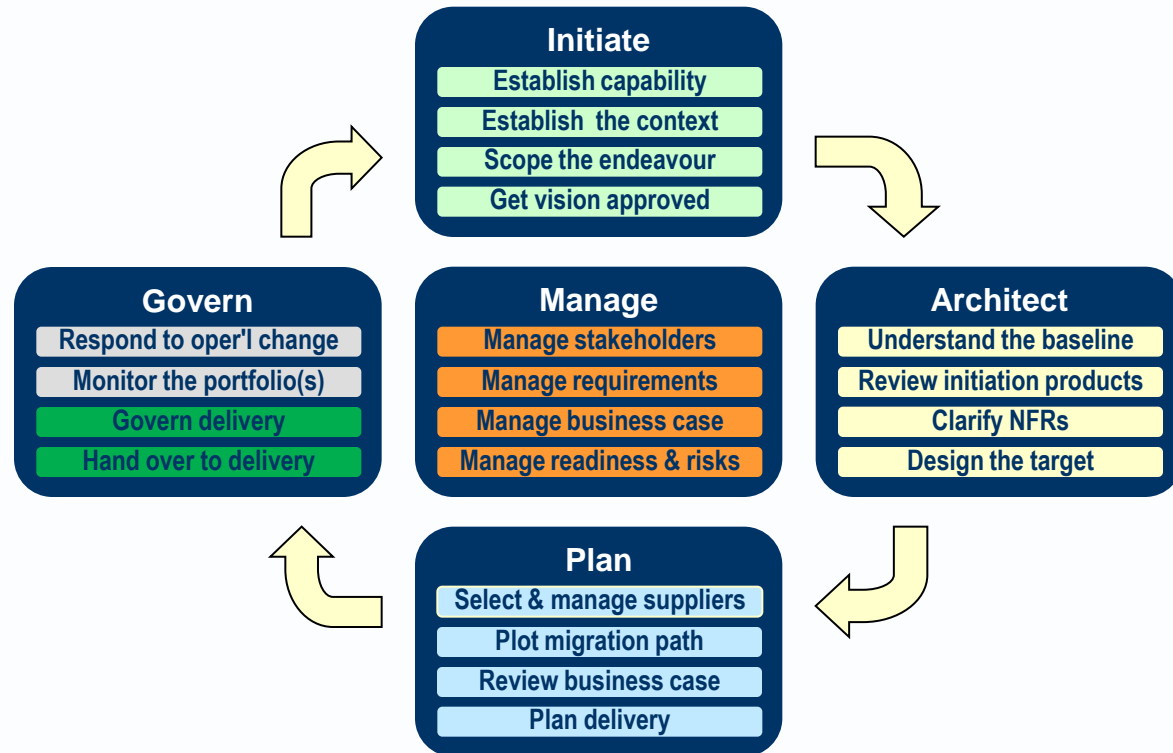 Initiate
Establish capability
Establish the context
Scope the endeavour
Get vision approved
Govern
Respond to oper'l change
Monitor the portfolio(s)
Govern delivery
Hand over to delivery
Manage
Manage stakeholders
Manage requirements
Manage business case
Manage readiness & risks
Architect
Understand the baseline
Review initiation products
Clarify NFRs
Design the target
Plan
Select & manage suppliers
Plot migration path
Review business case
Plan delivery